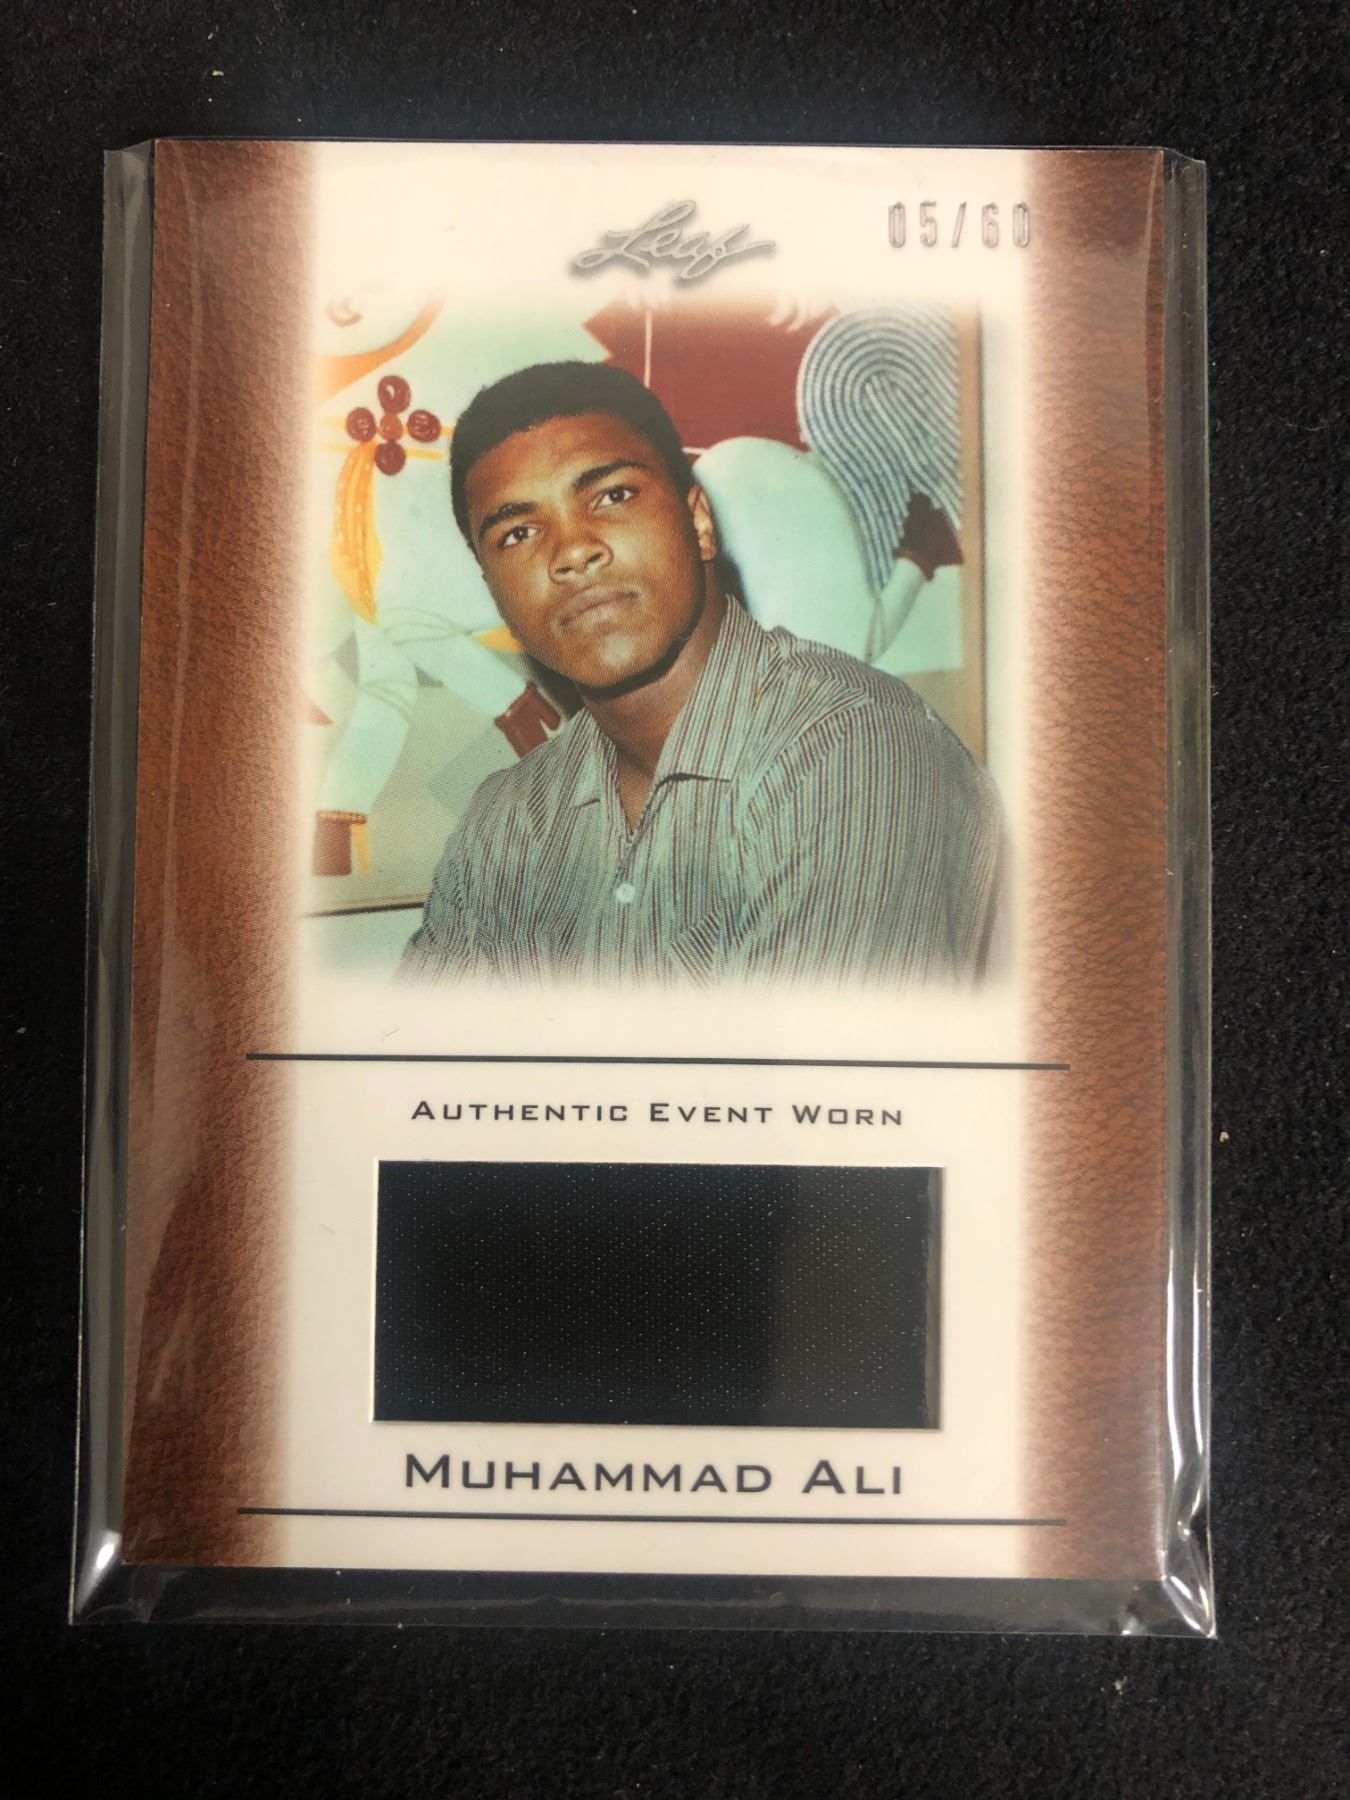 Leaf
05/60
AUTHENTIC EVENT WORN
MUHAMMAD ALI